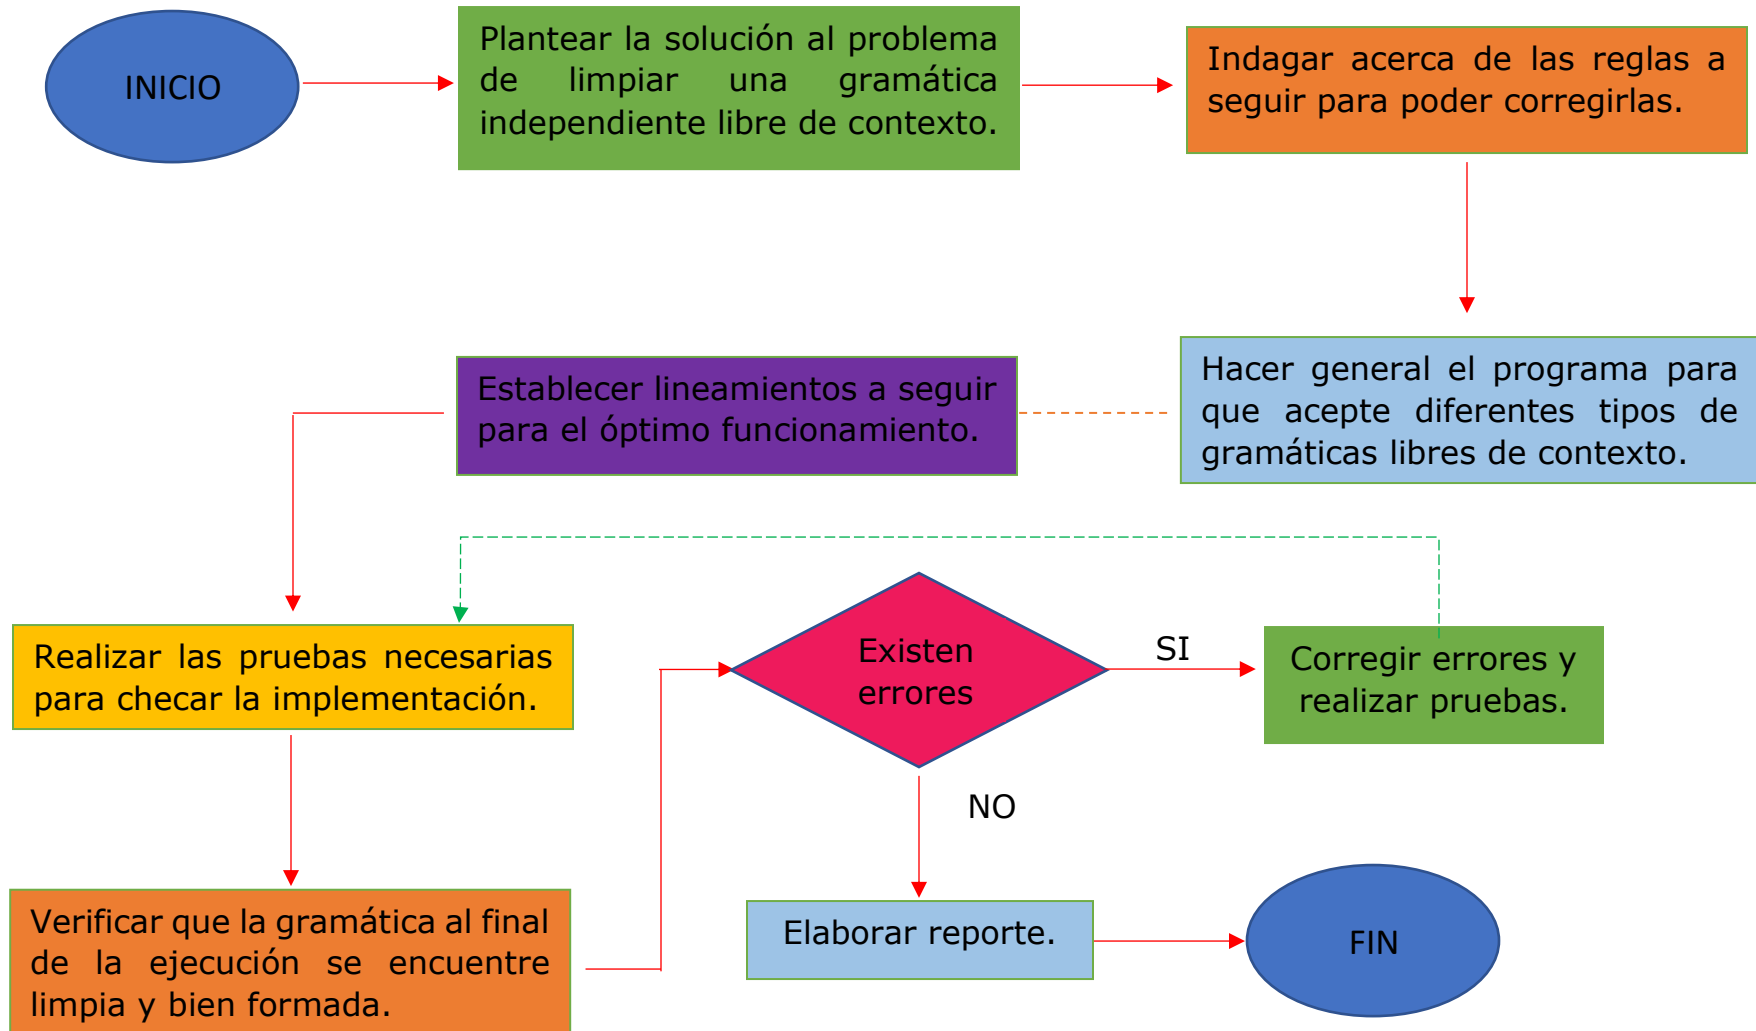 INICIO
Plantear la solución al problema
de limpiar una gramática
independiente libre de contexto.
Indagar acerca de las reglas a
seguir para poder corregirlas.
Hacer general el programa para
que acepte diferentes tipos de
gramáticas libres de contexto.
Establecer lineamientos a seguir
para el óptimo funcionamiento.
Realizar las pruebas necesarias
para checar la implementación.
Verificar que la gramática al final
de la ejecución se encuentre
limpia y bien formada.
Existen
errores
SI
Corregir errores y
realizar pruebas.
NO
Elaborar reporte.
FIN